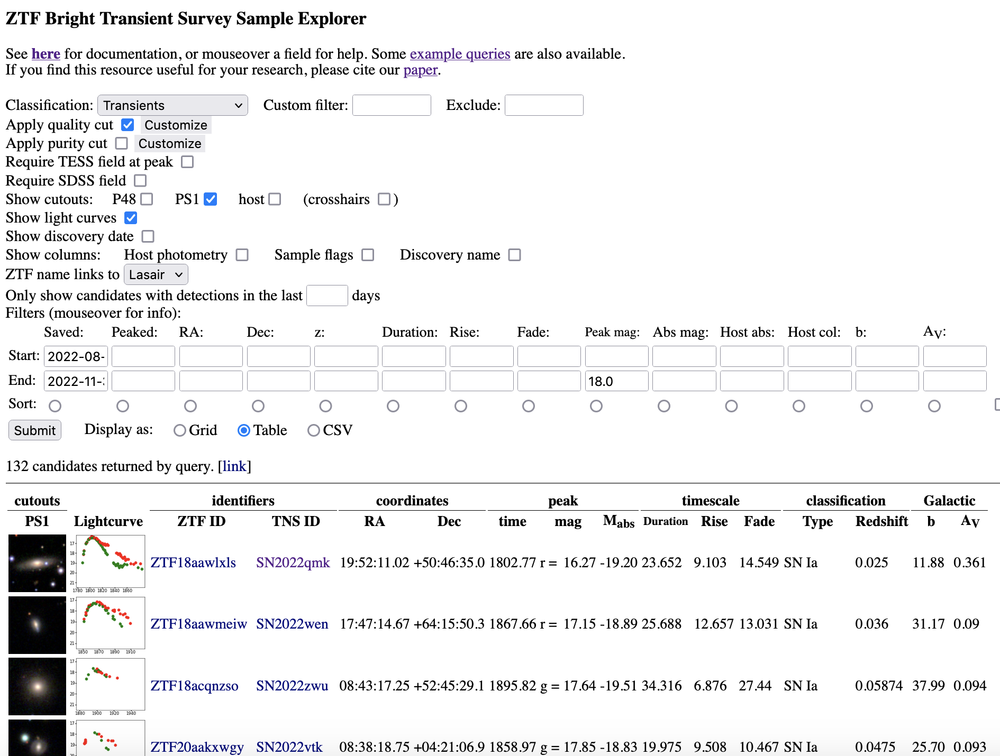 ZTF Bright Transient Survey Sample Explorer
See here for documentation, or mouseover a field for help. Some example queries are also available.
If you find this resource useful for your research, please cite our paper.
Classification: Transients Custom filter: Exclude:
Apply quality cut Customize
Apply purity cut Customize
Require TESS field at peak
Require SDSS field
Show cutouts: P48 PS1 host (crosshairs )
Show light curves
Show discovery date
Show columns: Host photometry Sample flags Discovery name
ZTF name links to Lasair
Only show candidates with detections in the last days
Filters (mouseover for info):
Saved: Peaked: RA: Dec: z: Duration: Rise: Fade: Peak mag: Abs mag: Host abs: Host col: b: AV:
Start: 2022-08-
End: 2022-11- 18.0
Sort:
Submit Display as: Grid Table CSV
132 candidates returned by query. [link]
cutouts identifiers coordinates peak timescale classification Galactic
PS1 Lightcurve ZTF ID TNS ID RA Dec time mag Mabs Duration Rise Fade Type Redshift b AV
17
18
19
20
21
1780 1800 1820 1840 1860
ZTF18aawlxls SN2022qmk 19:52:11.02 +50:46:35.0 1802.77 r = 16.27 -19.20 23.652 9.103 14.549 SN Ia 0.025 11.88 0.361
17
18
19
20
21
1850 1870 1890 1910
ZTF18aawmeiw SN2022wen 17:47:14.67 +64:15:50.3 1867.66 r = 17.15 -18.89 25.688 12.657 13.031 SN Ia 0.036 31.17 0.09
17
18
19
20
21
1880 1900 1920 1940
ZTF18acqnzso SN2022zwu 08:43:17.25 +52:45:29.1 1895.82 g = 17.64 -19.51 34.316 6.876 27.44 SN Ia 0.05874 37.99 0.094
17
18
19
ZTF20aakxwgy SN2022vtk 08:38:18.75 +04:21:06.9 1858.97 g = 17.85 -18.83 19.975 9.508 10.467 SN Ia 0.0475 25.70 0.093